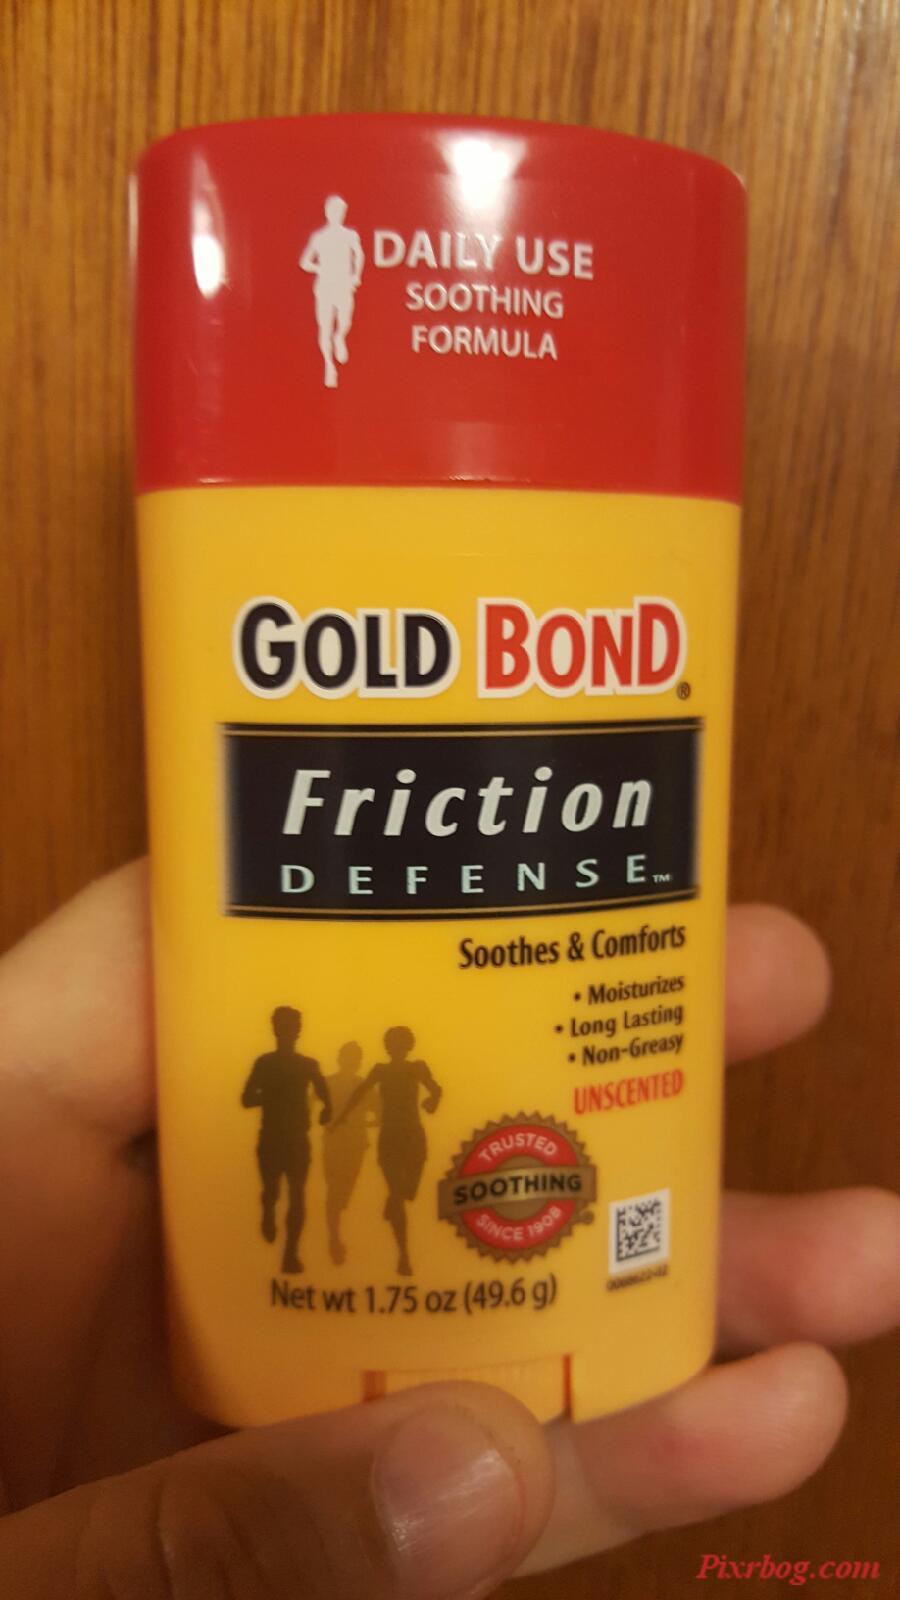 DAILY USE
SOOTHING
FORMULA
GOLD BOND®
Friction
DEFENSE™
Soothes & Comforts
• Moisturizes
• Long Lasting
• Non-Greasy
UNSCENTED
TRUSTED
SOOTHING
SINCE 1908
Net wt 1.75 oz (49.6 g)
Pixrbog.com